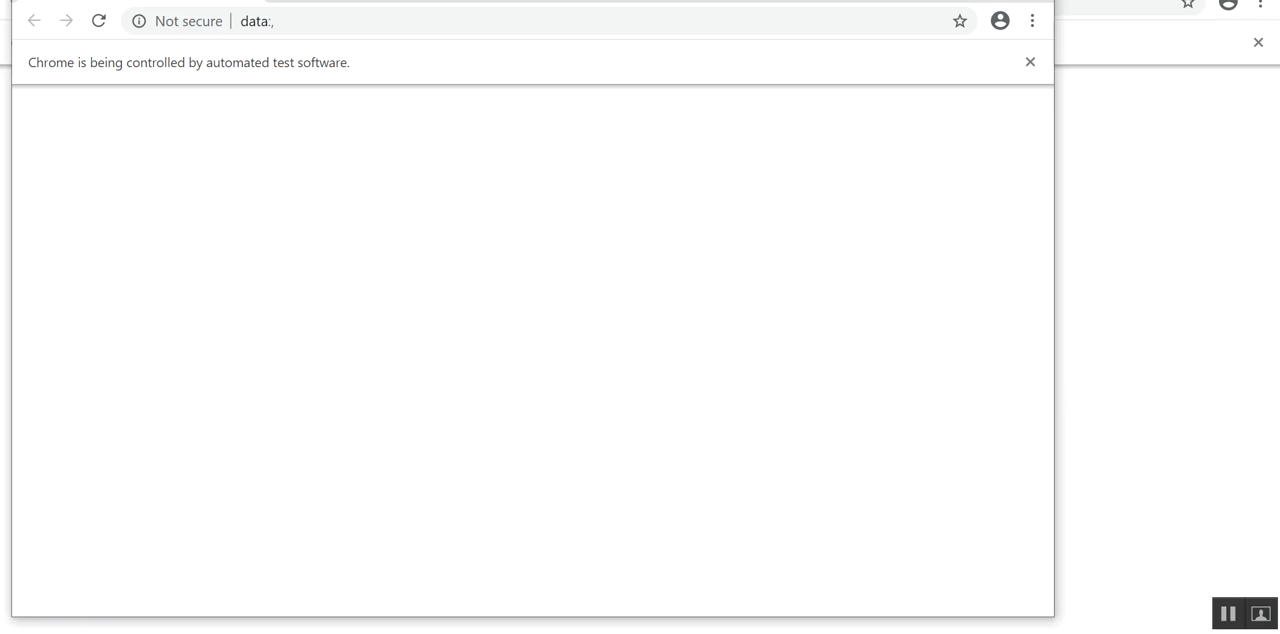 Not secure | data:,
Chrome is being controlled by automated test software.